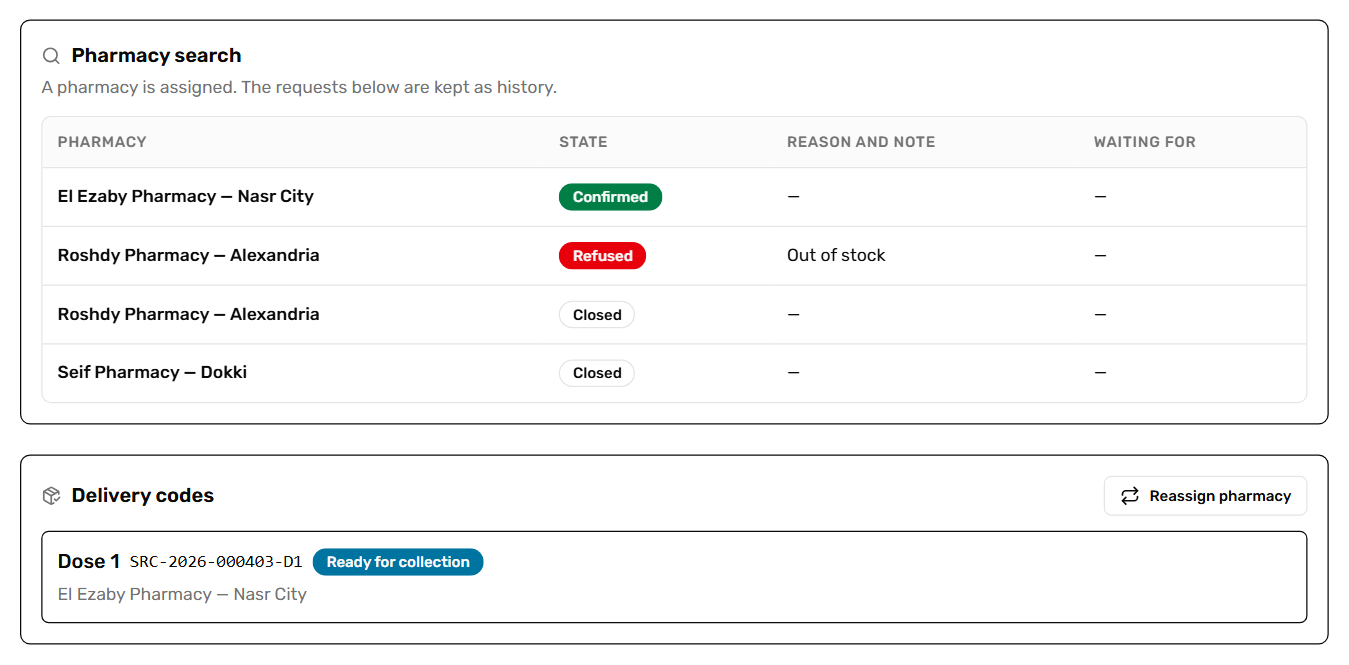 Pharmacy search
A pharmacy is assigned. The requests below are kept as history.
PHARMACY STATE REASON AND NOTE WAITING FOR
El Ezaby Pharmacy — Nasr City Confirmed — —
Roshdy Pharmacy — Alexandria Refused Out of stock —
Roshdy Pharmacy — Alexandria Closed — —
Seif Pharmacy — Dokki Closed — —
Delivery codes Reassign pharmacy
Dose 1 SRC-2026-000403-D1 Ready for collection
El Ezaby Pharmacy — Nasr City